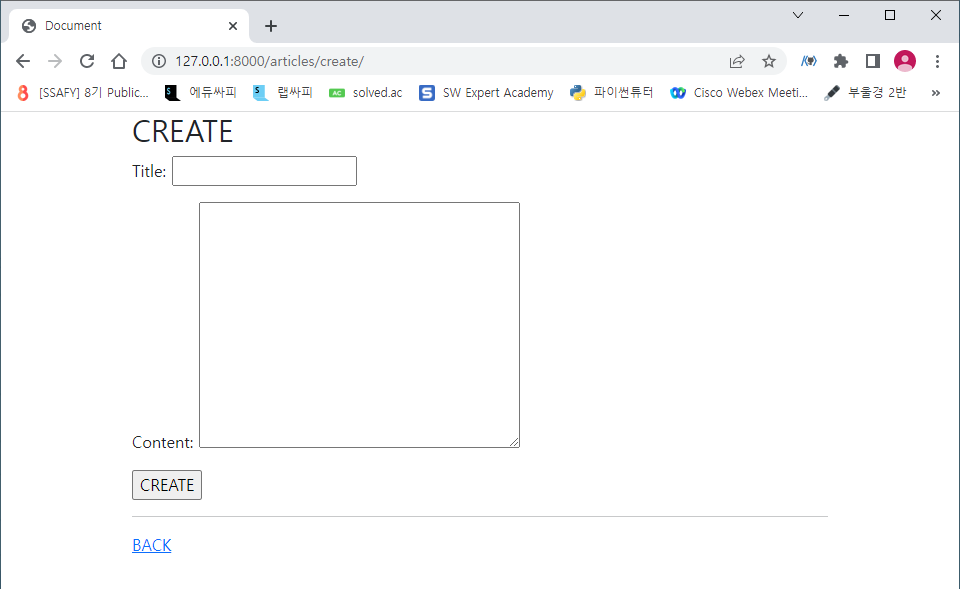 Document
127.0.0.1:8000/articles/create/
[SSAFY] 8기 Public... 에듀싸피 랩싸피 solved.ac SW Expert Academy 파이썬튜터 Cisco Webex Meeti... 부울경 2반 »
CREATE
Title:
Content:
CREATE
BACK